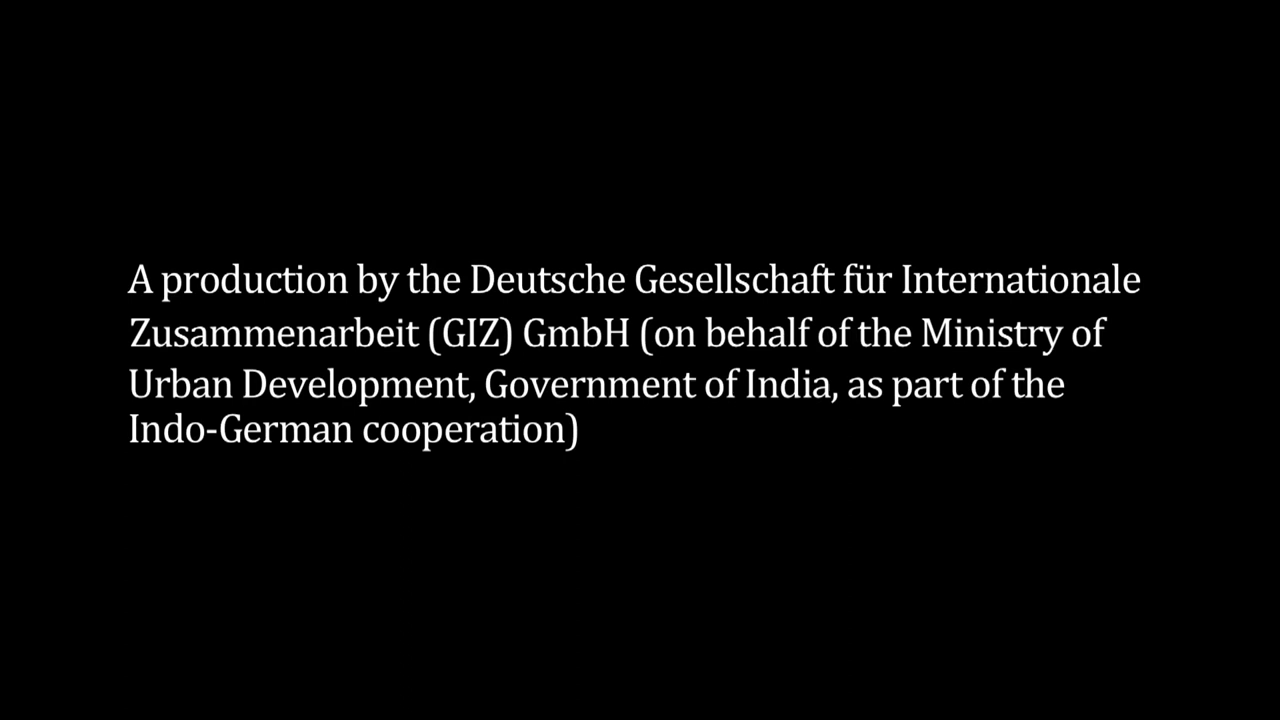 A production by the Deutsche Gesellschaft für Internationale
Zusammenarbeit (GIZ) GmbH (on behalf of the Ministry of
Urban Development, Government of India, as part of the
Indo-German cooperation)